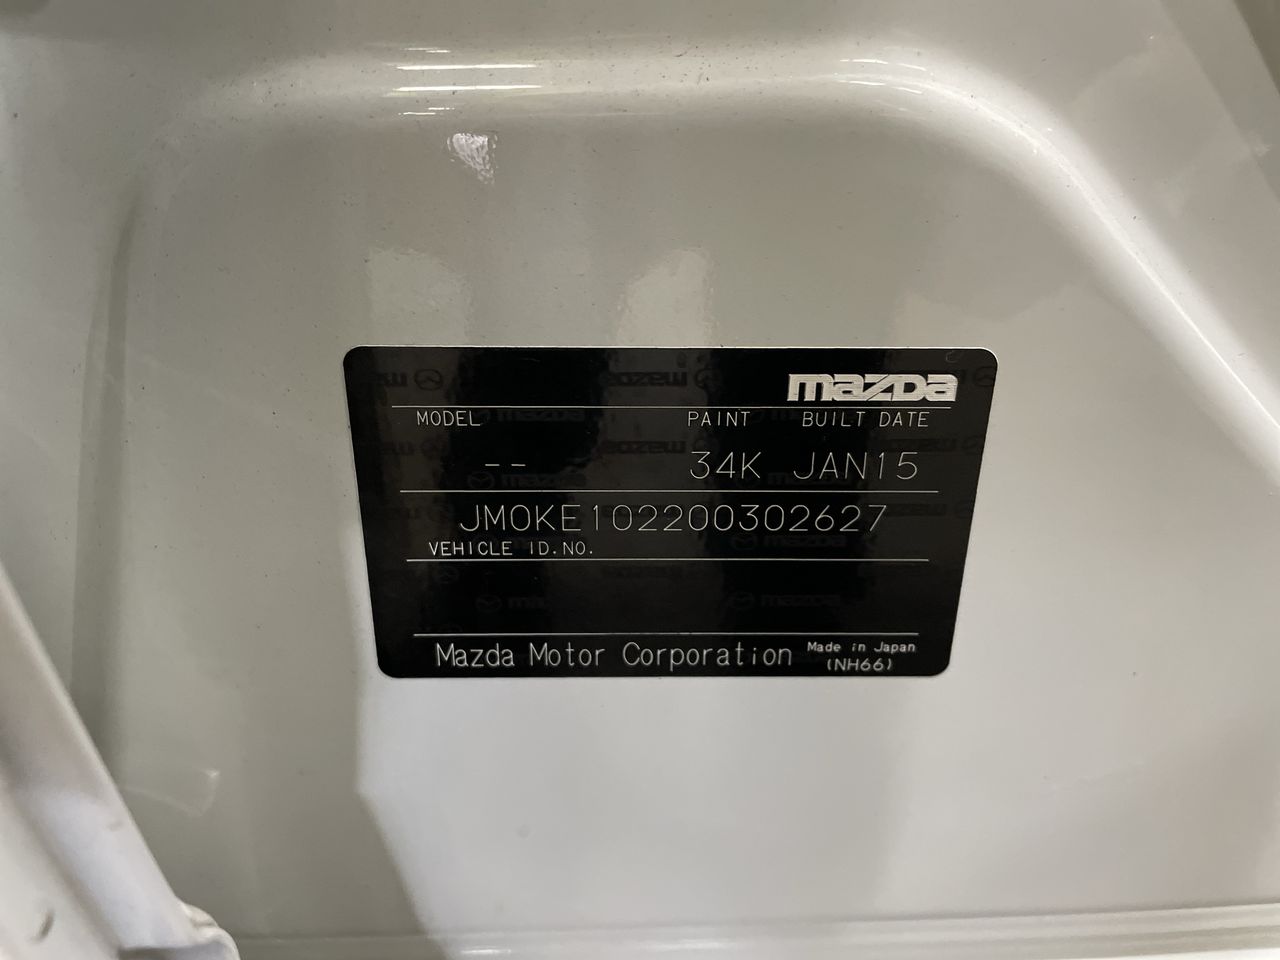 mazda
MODEL PAINT BUILT DATE
-- 34K JAN15
JM0KE102200302627
VEHICLE ID.NO.
Mazda Motor Corporation Made in Japan
(NH66)